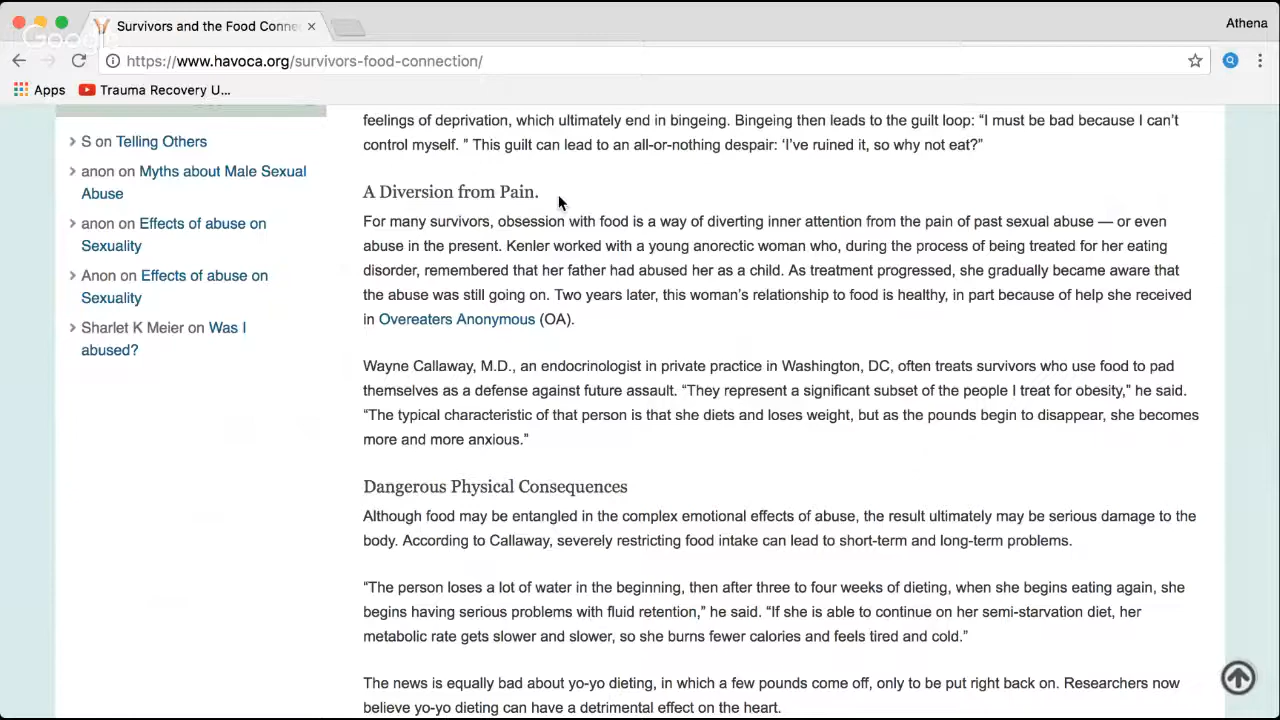 Survivors and the Food Conne
Athena
Google
https://www.havoca.org/survivors-food-connection/
Apps
Trauma Recovery U...
S on Telling Others
anon on Myths about Male Sexual
Abuse
anon on Effects of abuse on
Sexuality
Anon on Effects of abuse on
Sexuality
Sharlet K Meier on Was I
abused?
feelings of deprivation, which ultimately end in bingeing. Bingeing then leads to the guilt loop: “I must be bad because I can’t
control myself. ” This guilt can lead to an all-or-nothing despair: ‘I’ve ruined it, so why not eat?”
A Diversion from Pain.
For many survivors, obsession with food is a way of diverting inner attention from the pain of past sexual abuse — or even
abuse in the present. Kenler worked with a young anorectic woman who, during the process of being treated for her eating
disorder, remembered that her father had abused her as a child. As treatment progressed, she gradually became aware that
the abuse was still going on. Two years later, this woman’s relationship to food is healthy, in part because of help she received
in Overeaters Anonymous (OA).
Wayne Callaway, M.D., an endocrinologist in private practice in Washington, DC, often treats survivors who use food to pad
themselves as a defense against future assault. “They represent a significant subset of the people I treat for obesity,” he said.
“The typical characteristic of that person is that she diets and loses weight, but as the pounds begin to disappear, she becomes
more and more anxious.”
Dangerous Physical Consequences
Although food may be entangled in the complex emotional effects of abuse, the result ultimately may be serious damage to the
body. According to Callaway, severely restricting food intake can lead to short-term and long-term problems.
“The person loses a lot of water in the beginning, then after three to four weeks of dieting, when she begins eating again, she
begins having serious problems with fluid retention,” he said. “If she is able to continue on her semi-starvation diet, her
metabolic rate gets slower and slower, so she burns fewer calories and feels tired and cold.”
The news is equally bad about yo-yo dieting, in which a few pounds come off, only to be put right back on. Researchers now
believe yo-yo dieting can have a detrimental effect on the heart.